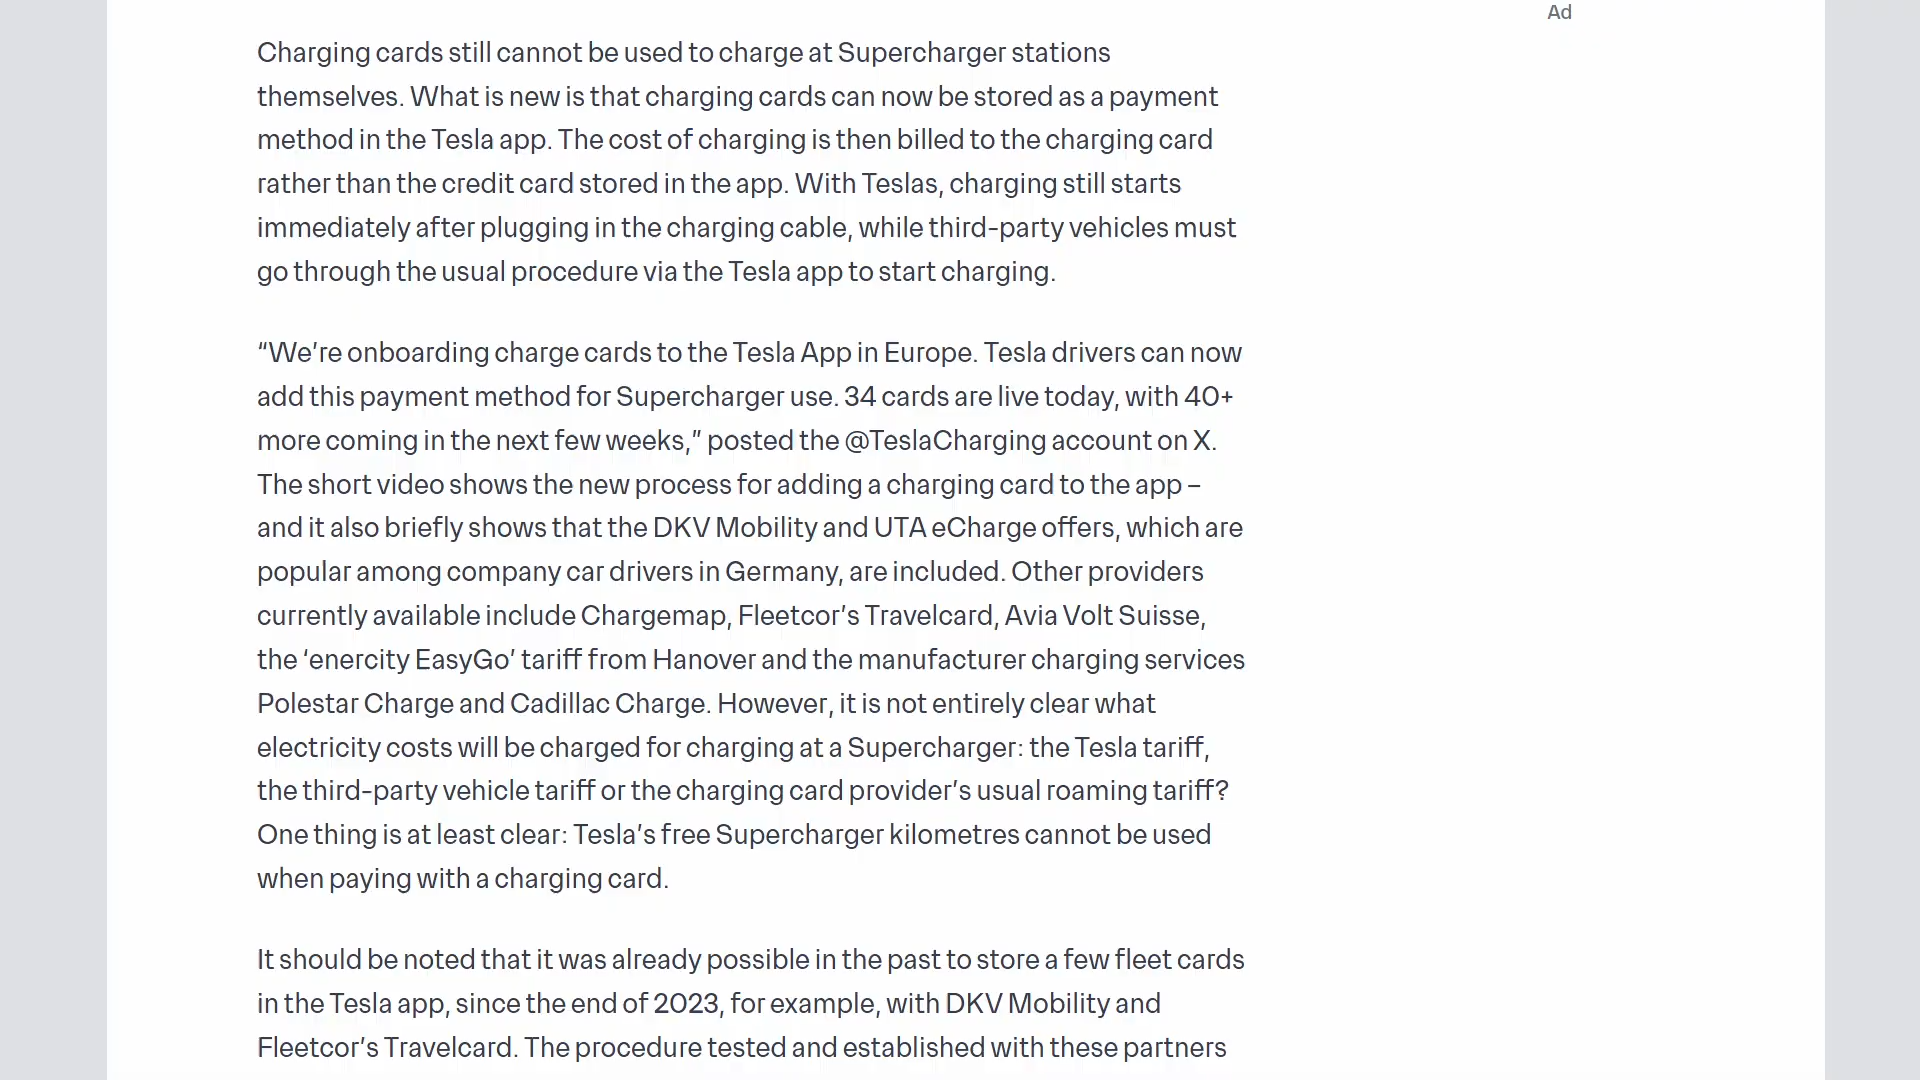 Ad
Charging cards still cannot be used to charge at Supercharger stations
themselves. What is new is that charging cards can now be stored as a payment
method in the Tesla app. The cost of charging is then billed to the charging card
rather than the credit card stored in the app. With Teslas, charging still starts
immediately after plugging in the charging cable, while third-party vehicles must
go through the usual procedure via the Tesla app to start charging.
“We’re onboarding charge cards to the Tesla App in Europe. Tesla drivers can now
add this payment method for Supercharger use. 34 cards are live today, with 40+
more coming in the next few weeks,” posted the @TeslaCharging account on X.
The short video shows the new process for adding a charging card to the app –
and it also briefly shows that the DKV Mobility and UTA eCharge offers, which are
popular among company car drivers in Germany, are included. Other providers
currently available include Chargemap, Fleetcor’s Travelcard, Avia Volt Suisse,
the ‘enercity EasyGo’ tariff from Hanover and the manufacturer charging services
Polestar Charge and Cadillac Charge. However, it is not entirely clear what
electricity costs will be charged for charging at a Supercharger: the Tesla tariff,
the third-party vehicle tariff or the charging card provider’s usual roaming tariff?
One thing is at least clear: Tesla’s free Supercharger kilometres cannot be used
when paying with a charging card.
It should be noted that it was already possible in the past to store a few fleet cards
in the Tesla app, since the end of 2023, for example, with DKV Mobility and
Fleetcor’s Travelcard. The procedure tested and established with these partners